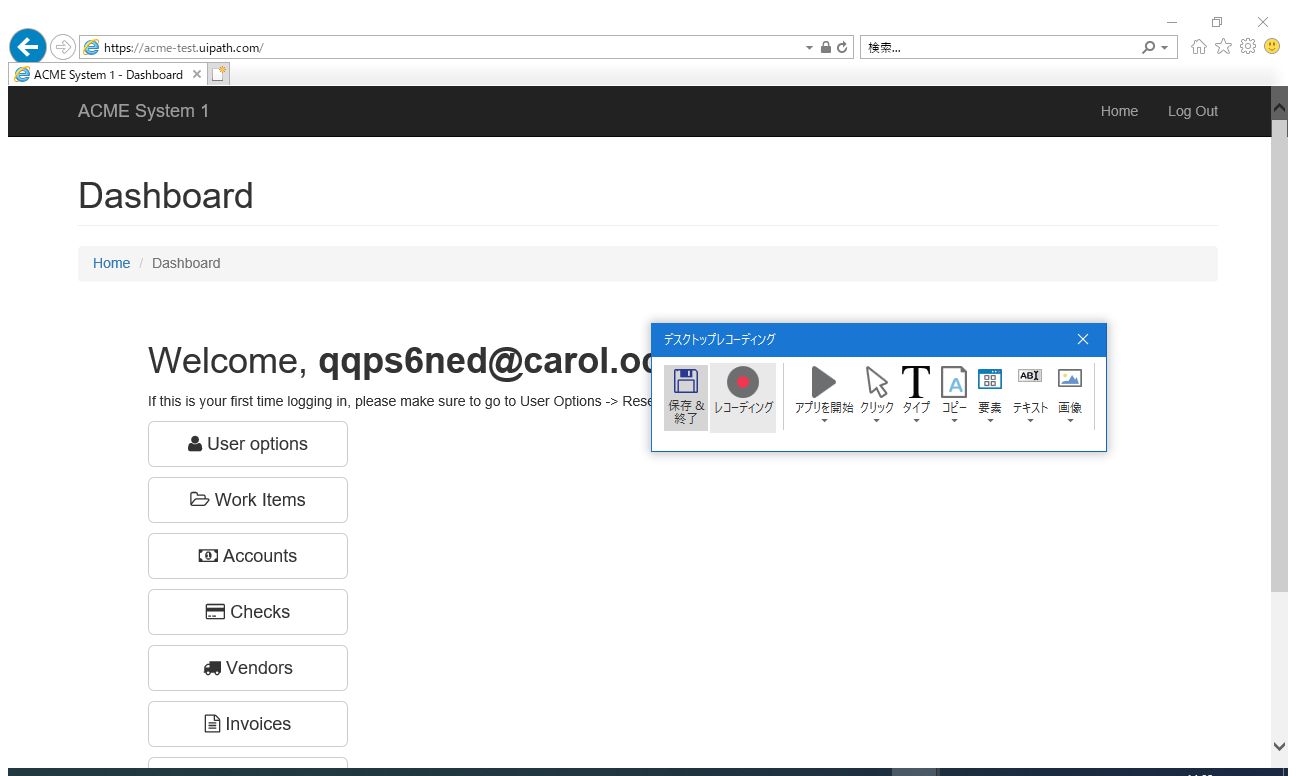 https://acme-test.uipath.com/
検索...
ACME System 1 - Dashboard
ACME System 1
Home
Log Out
Dashboard
Home / Dashboard
Welcome, qqps6ned@carol.o
If this is your first time logging in, please make sure to go to User Options -> Rese
User options
Work Items
Accounts
Checks
Vendors
Invoices
デスクトップレコーディング
保存 &
終了
レコーディング
アプリを開始
クリック
タイプ
コピー
要素
テキスト
画像